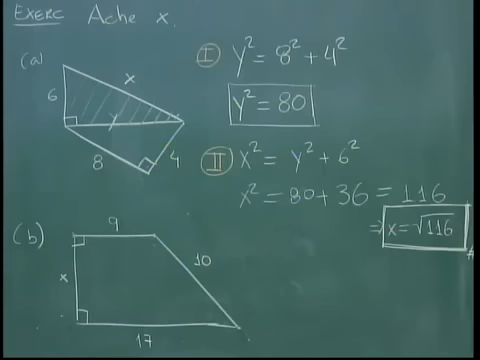 EXERC Ache x.
(a)
x
6
y
8
4
I y² = 8² + 4²
y² = 80
II x² = y² + 6²
x² = 80 + 36 = 116
⇒ x = √116
(b)
9
x
10
17